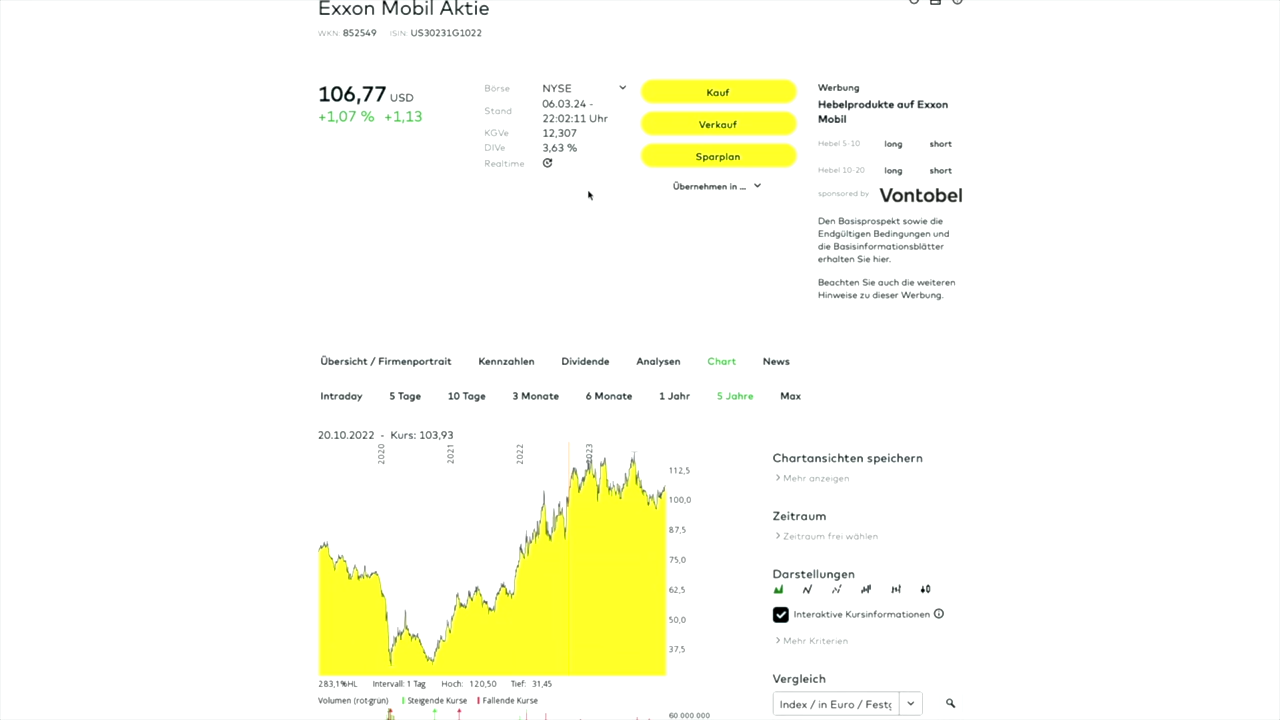 Exxon Mobil Aktie
WKN: 852549 ISIN: US30231G1022
106,77 USD
+1,07 % +1,13
Börse NYSE
Stand 06.03.24 -
22:02:11 Uhr
KGVe 12,307
DIVe 3,63 %
Realtime
Kauf
Verkauf
Sparplan
Übernehmen in ...
Werbung
Hebelprodukte auf Exxon
Mobil
Hebel 5-10 long short
Hebel 10-20 long short
sponsored by Vontobel
Den Basisprospekt sowie die
Endgültigen Bedingungen und
die Basisinformationsblätter
erhalten Sie hier.
Beachten Sie auch die weiteren
Hinweise zu dieser Werbung.
Übersicht / Firmenportrait Kennzahlen Dividende Analysen Chart News
Intraday 5 Tage 10 Tage 3 Monate 6 Monate 1 Jahr 5 Jahre Max
20.10.2022 - Kurs: 103,93
2020 2021 2022 2023
112,5
100,0
87,5
75,0
62,5
50,0
37,5
283,1%HL Intervall: 1 Tag Hoch: 120,50 Tief: 31,45
Volumen (rot-grün) Steigende Kurse Fallende Kurse
60 000 000
Chartansichten speichern
Mehr anzeigen
Zeitraum
Zeitraum frei wählen
Darstellungen
Interaktive Kursinformationen
Mehr Kriterien
Vergleich
Index / in Euro / Festg